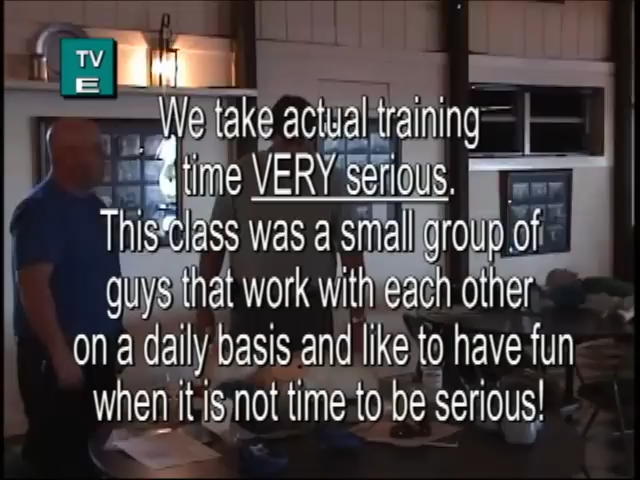 TV
E
We take actual training
time VERY serious.
This class was a small group of
guys that work with each other
on a daily basis and like to have fun
when it is not time to be serious!